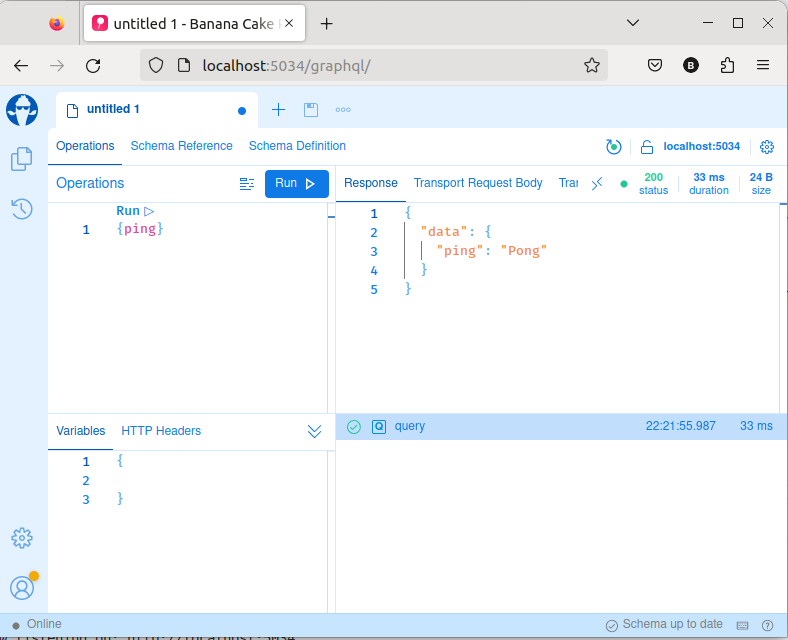 untitled 1 - Banana Cake
localhost:5034/graphql/
B
untitled 1
Operations Schema Reference Schema Definition
localhost:5034
Operations
Run
Response Transport Request Body Tran
200 status
33 ms duration
24 B size
Run
1 {ping}
1 {
2 "data": {
3 "ping": "Pong"
4 }
5 }
Variables HTTP Headers
Q query 22:21:55.987 33 ms
1 {
2
3 }
Online
Schema up to date